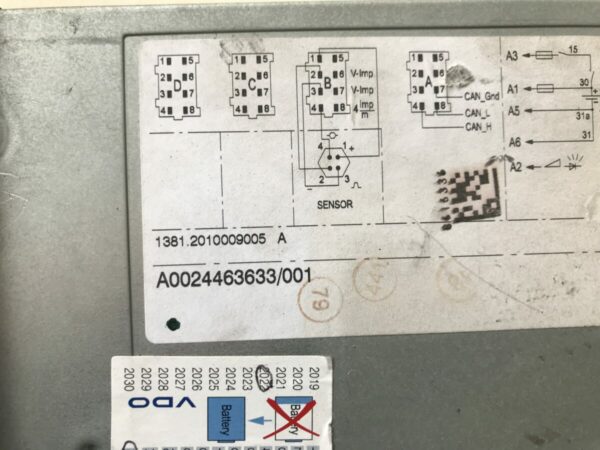 1 5
2 D 6
3 7
4 8
1 5
2 C 6
3 7
4 8
1 5
2 B 6 V-Imp
3 7 V-Imp
4 8 4 Imp/m
1 5
2 A 6
3 7
4 8
CAN_Gnd
CAN_L
CAN_H
A3 15
A1 30
A5 31a
A6 31
A2
4 1 +
2 3
−
SENSOR
1381.2010009005 A
A0024463633/001
79
441
2030
2029
2028
2027
2026
2025
2024
2023
2022
2021
2020
2019
VDO
Battery
Battery